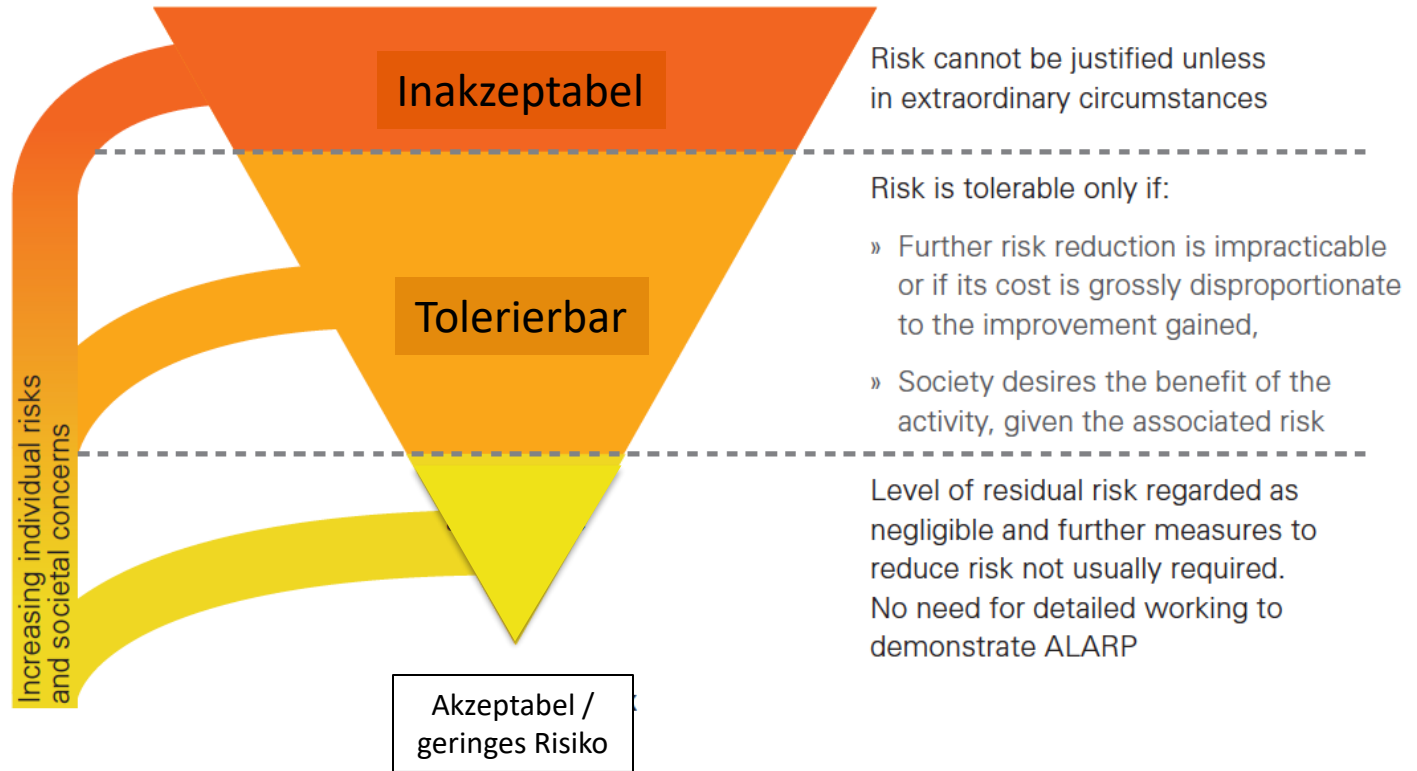 Inakzeptabel
Risk cannot be justified unless
in extraordinary circumstances
Tolerierbar
Risk is tolerable only if:
» Further risk reduction is impracticable
or if its cost is grossly disproportionate
to the improvement gained,
» Society desires the benefit of the
activity, given the associated risk
Level of residual risk regarded as
negligible and further measures to
reduce risk not usually required.
No need for detailed working to
demonstrate ALARP
Akzeptabel /
geringes Risiko
Increasing individual risks
and societal concerns